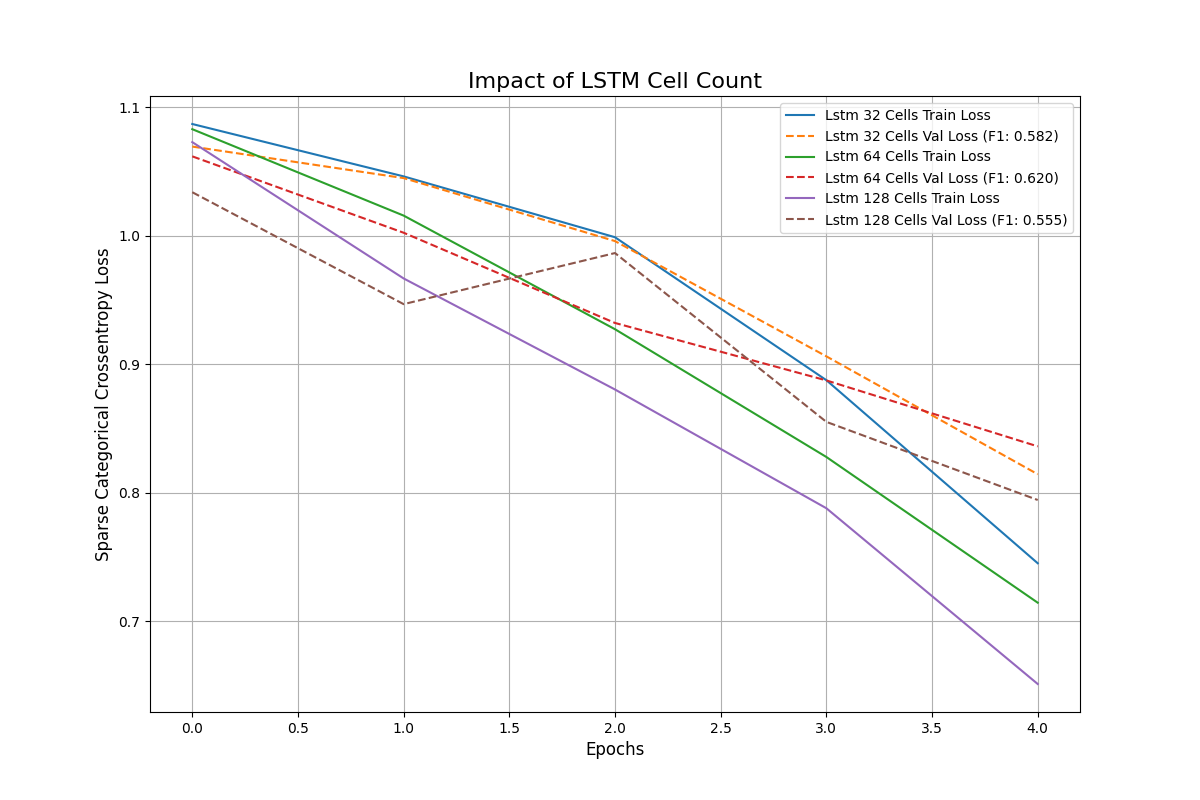 Impact of LSTM Cell Count
Lstm 32 Cells Train Loss
Lstm 32 Cells Val Loss (F1: 0.582)
Lstm 64 Cells Train Loss
Lstm 64 Cells Val Loss (F1: 0.620)
Lstm 128 Cells Train Loss
Lstm 128 Cells Val Loss (F1: 0.555)
Sparse Categorical Crossentropy Loss
1.1
1.0
0.9
0.8
0.7
0.0 0.5 1.0 1.5 2.0 2.5 3.0 3.5 4.0
Epochs